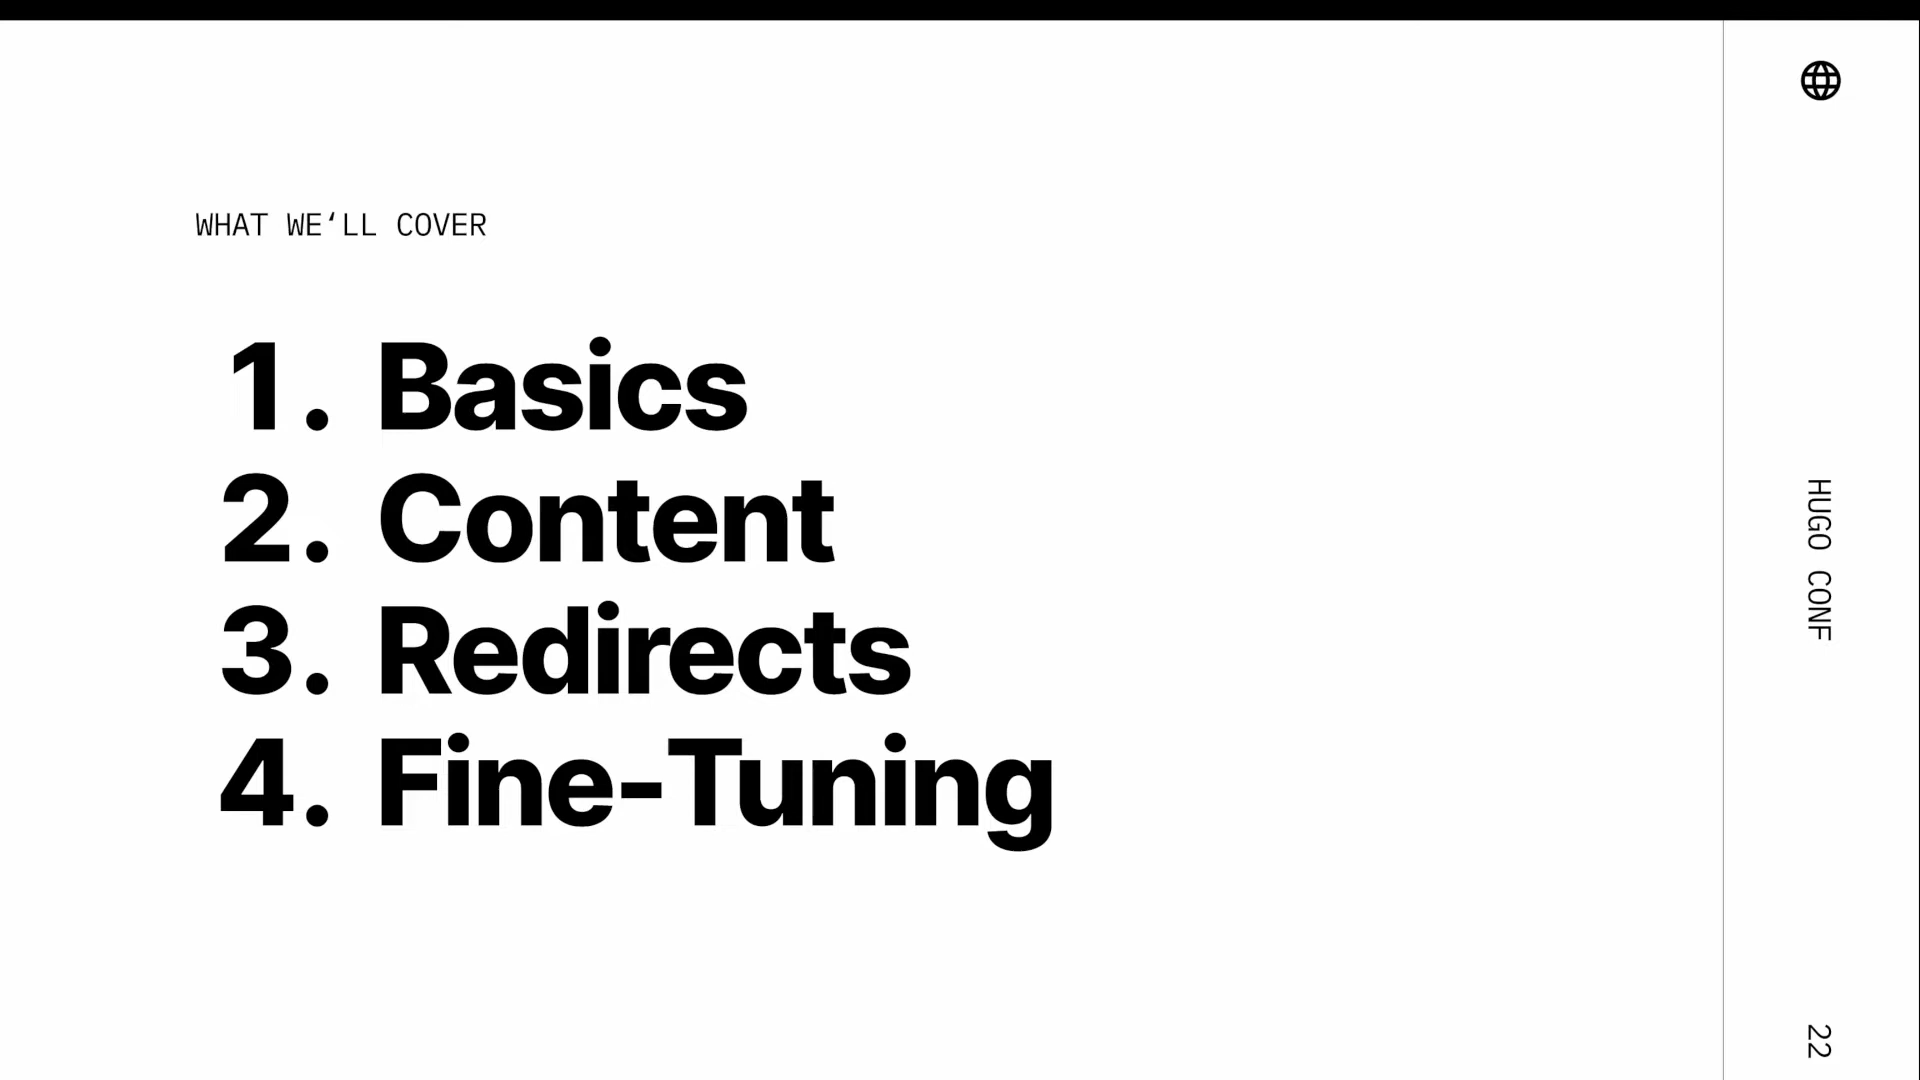 WHAT WE‘LL COVER
1. Basics
2. Content
3. Redirects
4. Fine-Tuning
HUGO CONF
22